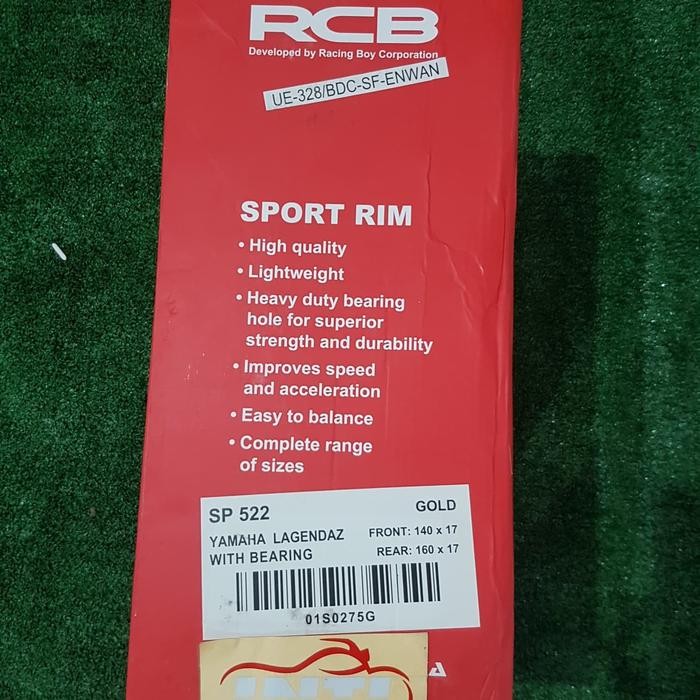 RCB
Developed by Racing Boy Corporation
UE-328/BDC-SF-ENWAN
SPORT RIM
• High quality
• Lightweight
• Heavy duty bearing
hole for superior
strength and durability
• Improves speed
and acceleration
• Easy to balance
• Complete range
of sizes
SP 522 GOLD
YAMAHA LAGENDAZ FRONT: 140 x 17
WITH BEARING REAR: 160 x 17
01S0275G